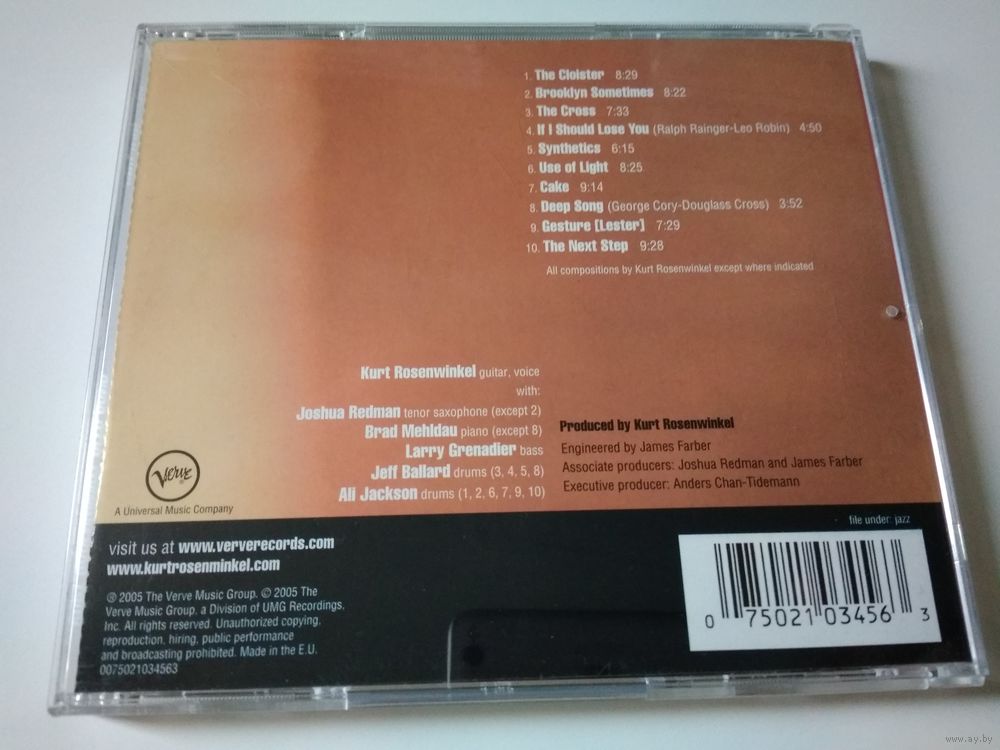 1. The Cloister 8:29
2. Brooklyn Sometimes 8:22
3. The Cross 7:33
4. If I Should Lose You (Ralph Rainger-Leo Robin) 4:50
5. Synthetics 6:15
6. Use of Light 8:25
7. Cake 9:14
8. Deep Song (George Cory-Douglass Cross) 3:52
9. Gesture [Lester] 7:29
10. The Next Step 9:28
All compositions by Kurt Rosenwinkel except where indicated
Kurt Rosenwinkel guitar, voice
with:
Joshua Redman tenor saxophone (except 2)
Brad Mehldau piano (except 8)
Larry Grenadier bass
Jeff Ballard drums (3, 4, 5, 8)
Ali Jackson drums (1, 2, 6, 7, 9, 10)
Produced by Kurt Rosenwinkel
Engineered by James Farber
Associate producers: Joshua Redman and James Farber
Executive producer: Anders Chan-Tidemann
Verve
A Universal Music Company
file under: jazz
visit us at www.ververecords.com
www.kurtrosenminkel.com
℗ 2005 The Verve Music Group. © 2005 The
Verve Music Group. a Division of UMG Recordings,
Inc. All rights reserved. Unauthorized copying,
reproduction, hiring, public performance
and broadcasting prohibited. Made in the E.U.
0075021034563
0 75021 03456 3
www.ay.by